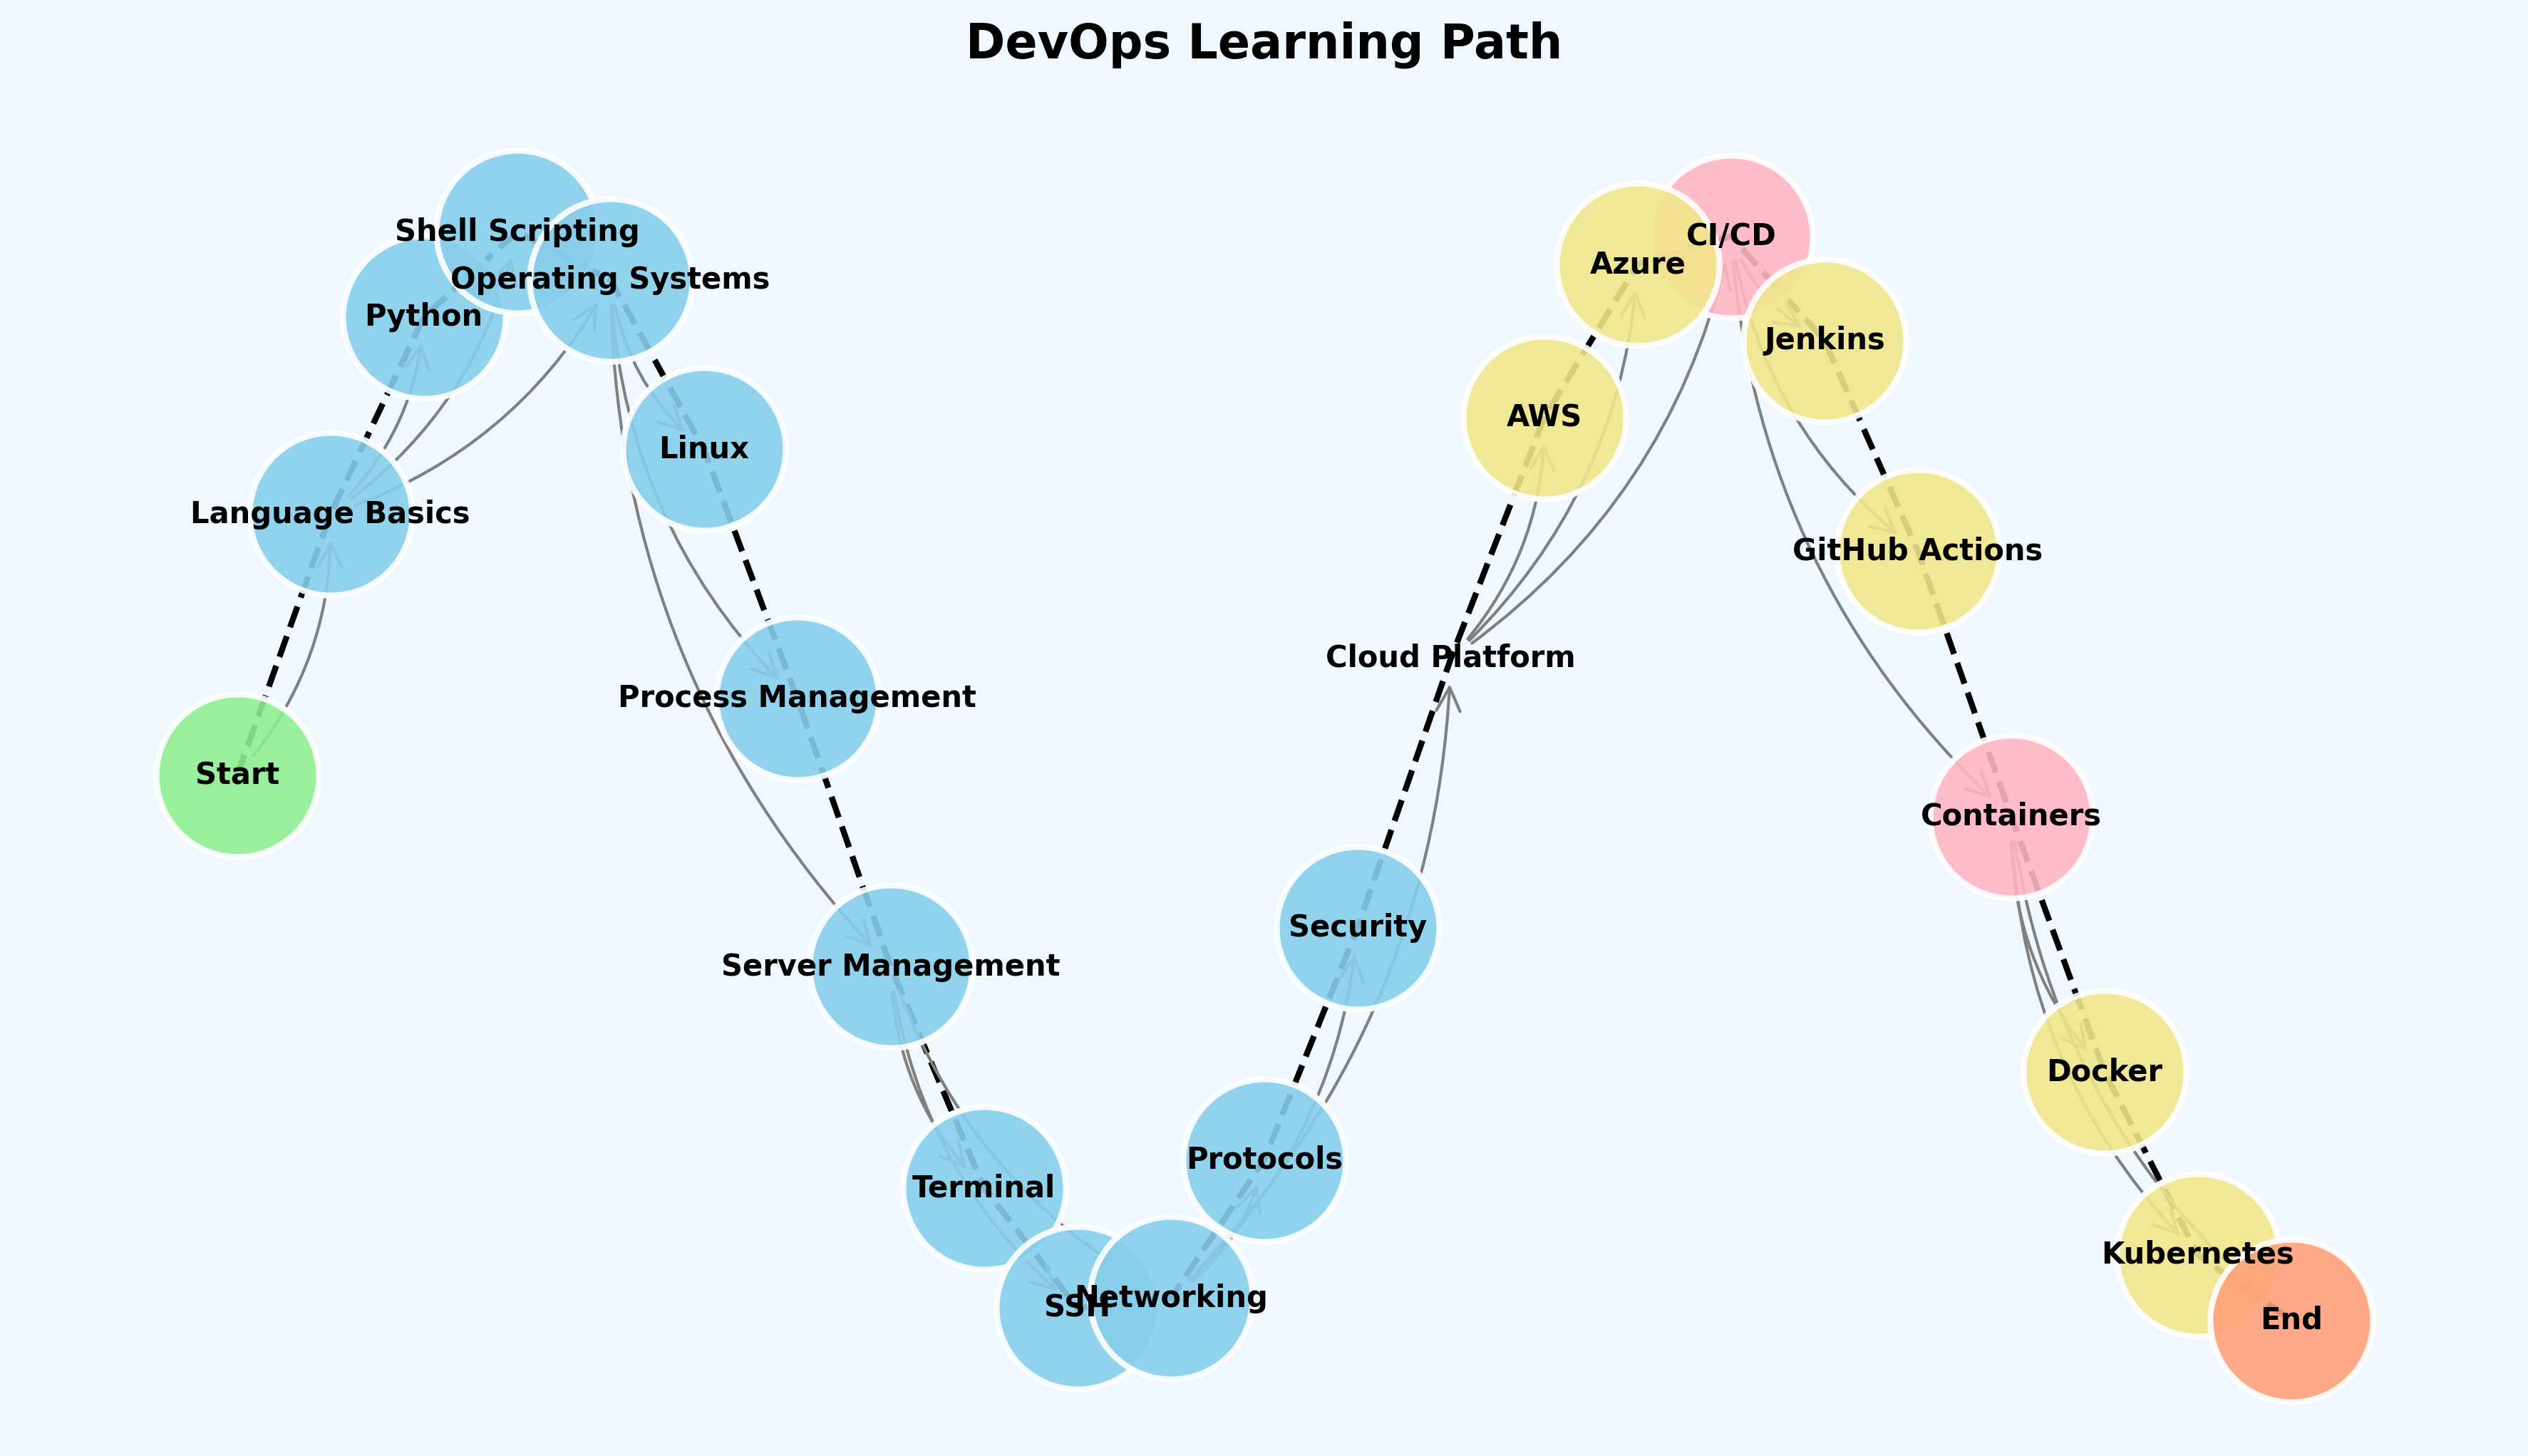 DevOps Learning Path
Start
Language Basics
Python
Shell Scripting
Operating Systems
Linux
Process Management
Server Management
Terminal
SSH
Networking
Protocols
Security
Cloud Platform
AWS
Azure
CI/CD
Jenkins
GitHub Actions
Containers
Docker
Kubernetes
End